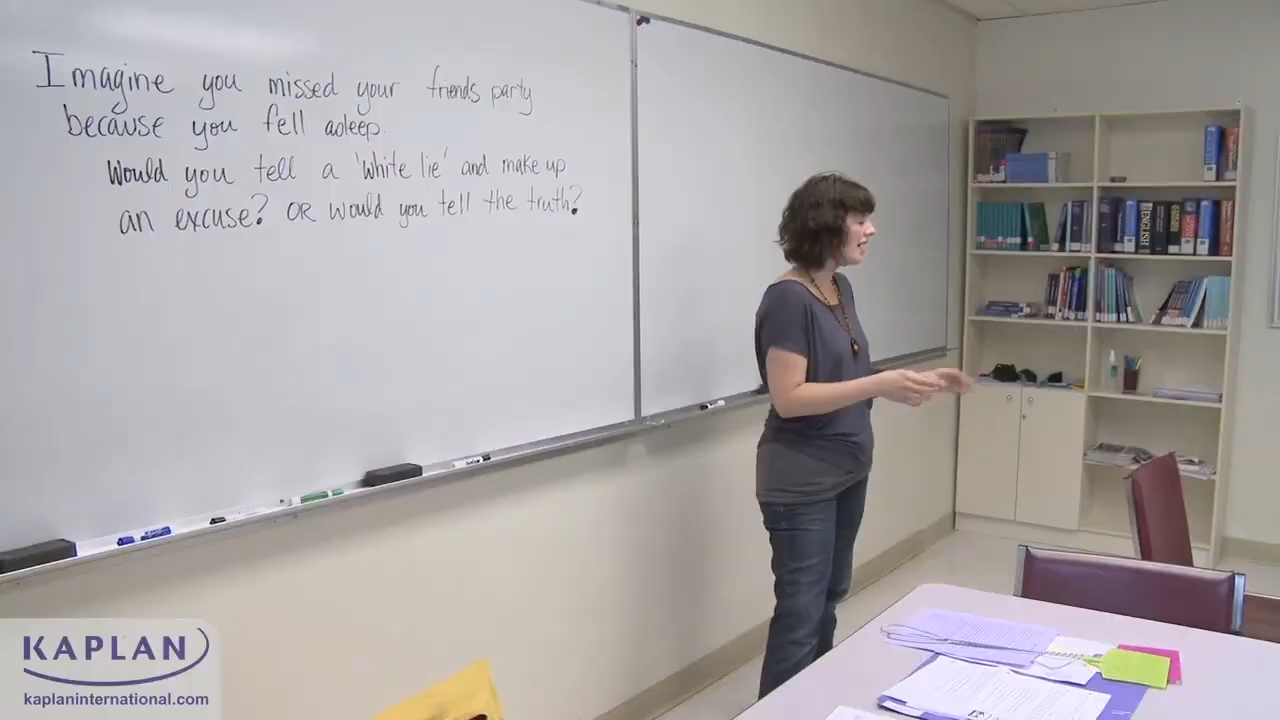 Imagine you missed your friends party
because you fell asleep.
Would you tell a 'white lie' and make up
an excuse? OR would you tell the truth?
ENGLISH
KAPLAN
kaplaninternational.com